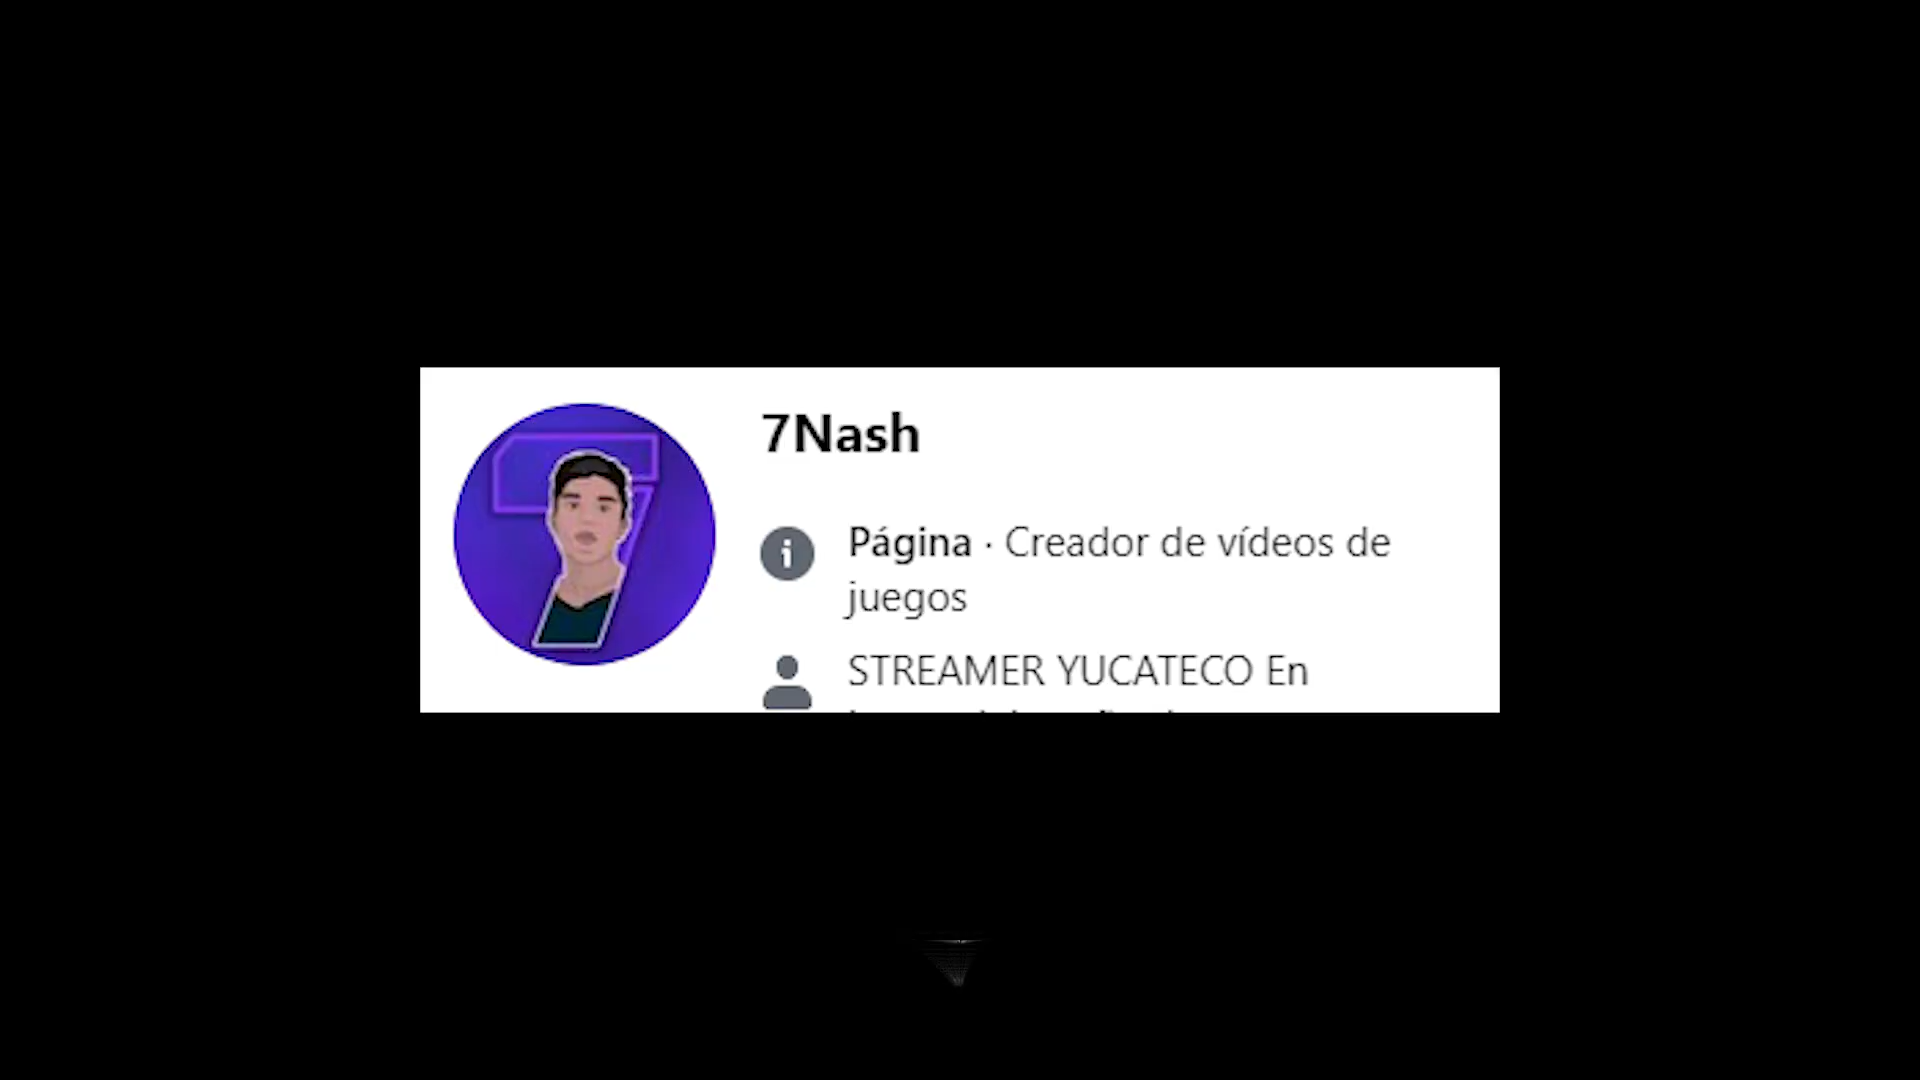 7Nash
Página · Creador de vídeos de
juegos
STREAMER YUCATECO En